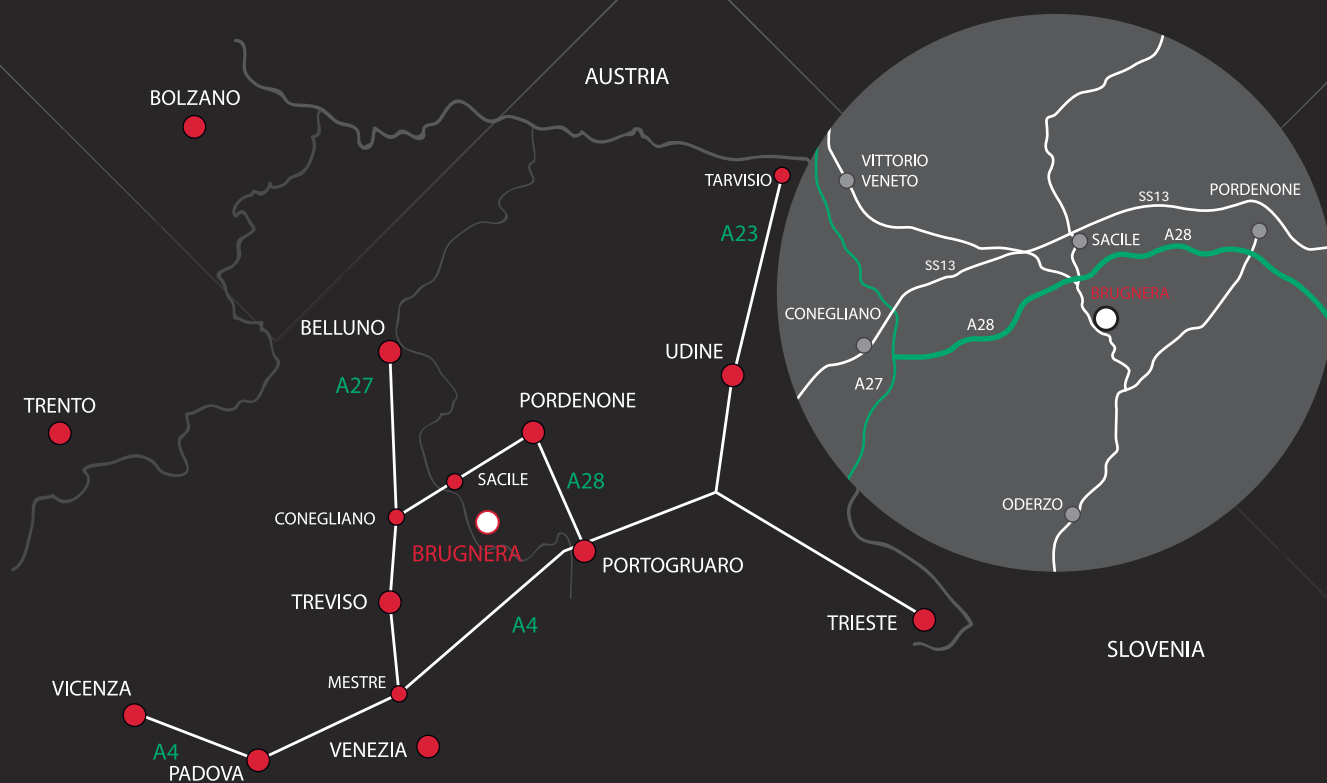 AUSTRIA
BOLZANO
TARVISIO
A23
BELLUNO
A27
UDINE
TRENTO
PORDENONE
SACILE
A28
CONEGLIANO
BRUGNERA
PORTOGRUARO
TREVISO
A4
TRIESTE
SLOVENIA
MESTRE
VICENZA
A4
VENEZIA
PADOVA
VITTORIO
VENETO
SS13
PORDENONE
SACILE
A28
SS13
BRUGNERA
CONEGLIANO
A28
A27
ODERZO